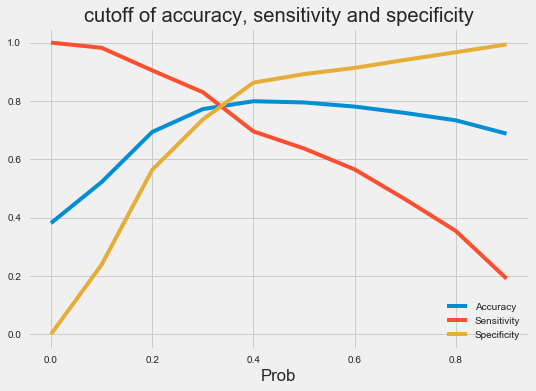 cutoff of accuracy, sensitivity and specificity
1.0
0.8
0.6
0.4
0.2
0.0
Accuracy
Sensitivity
Specificity
0.0 0.2 0.4 0.6 0.8
Prob